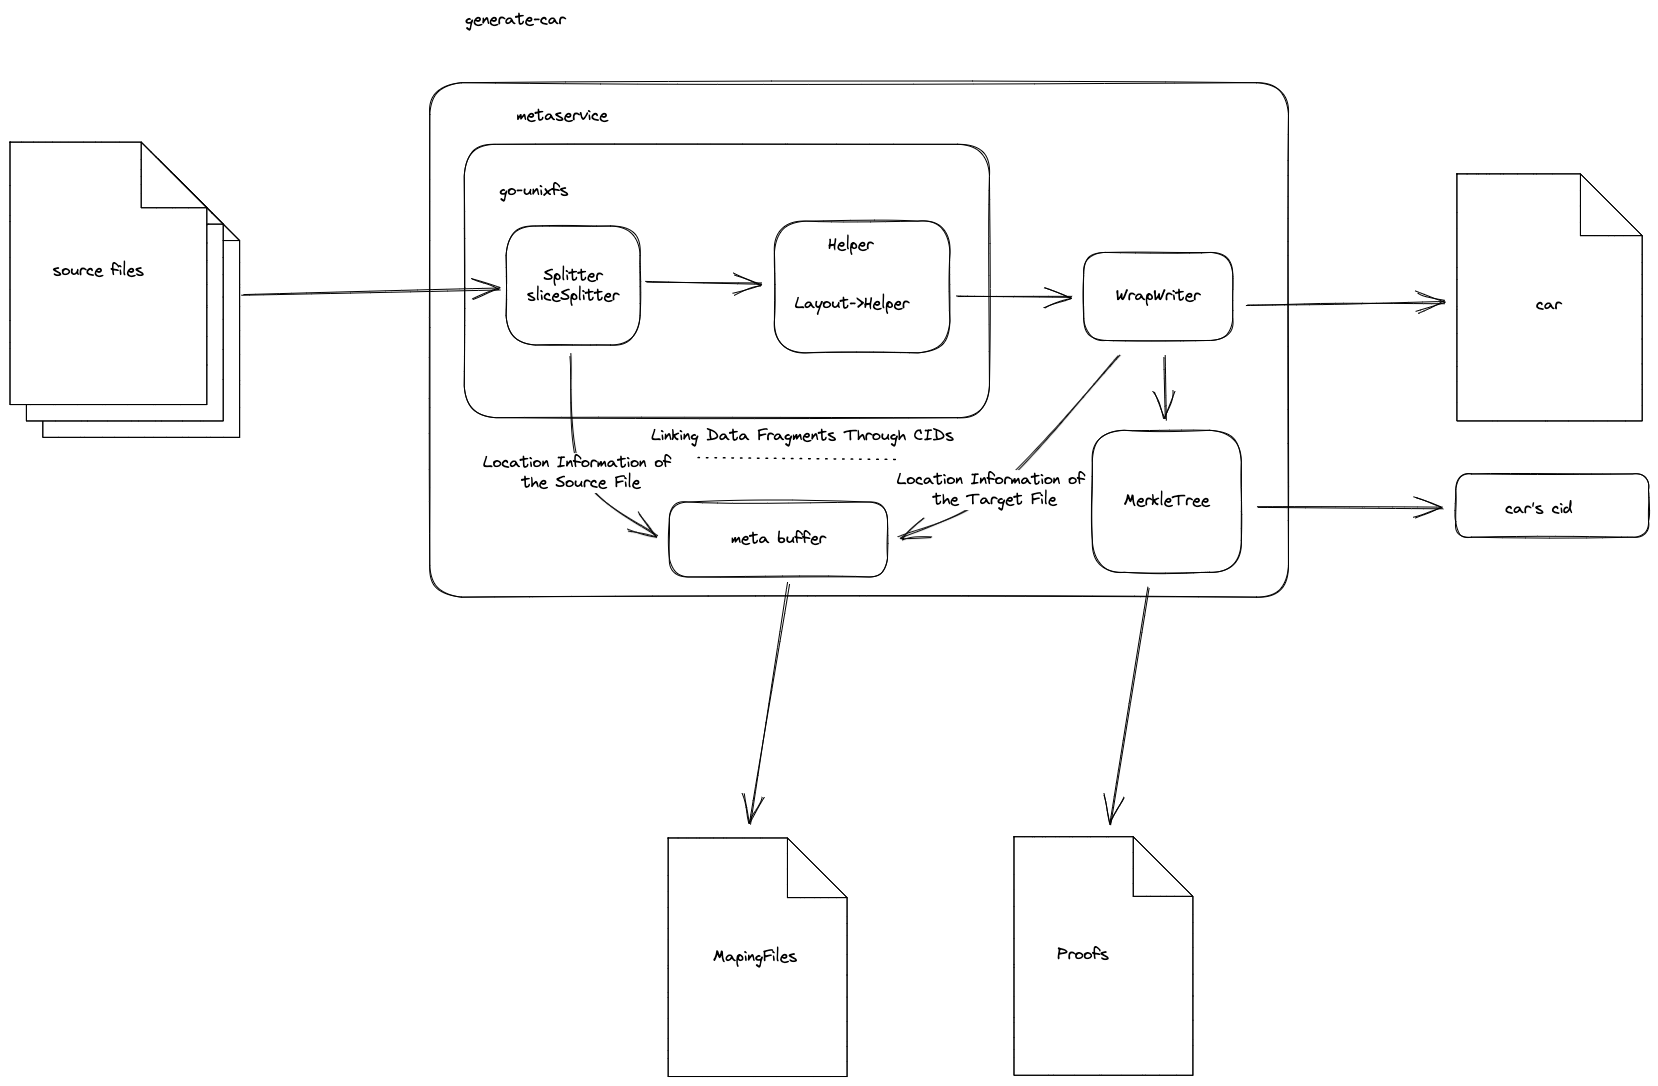 generate-car
metaservice
go-unixfs
source files
Splitter
sliceSplitter
Helper
Layout->Helper
WrapWriter
car
Linking Data Fragments Through CIDs
Location Information of
the Source File
Location Information of
the Target File
meta buffer
MerkleTree
car's cid
MapingFiles
Proofs